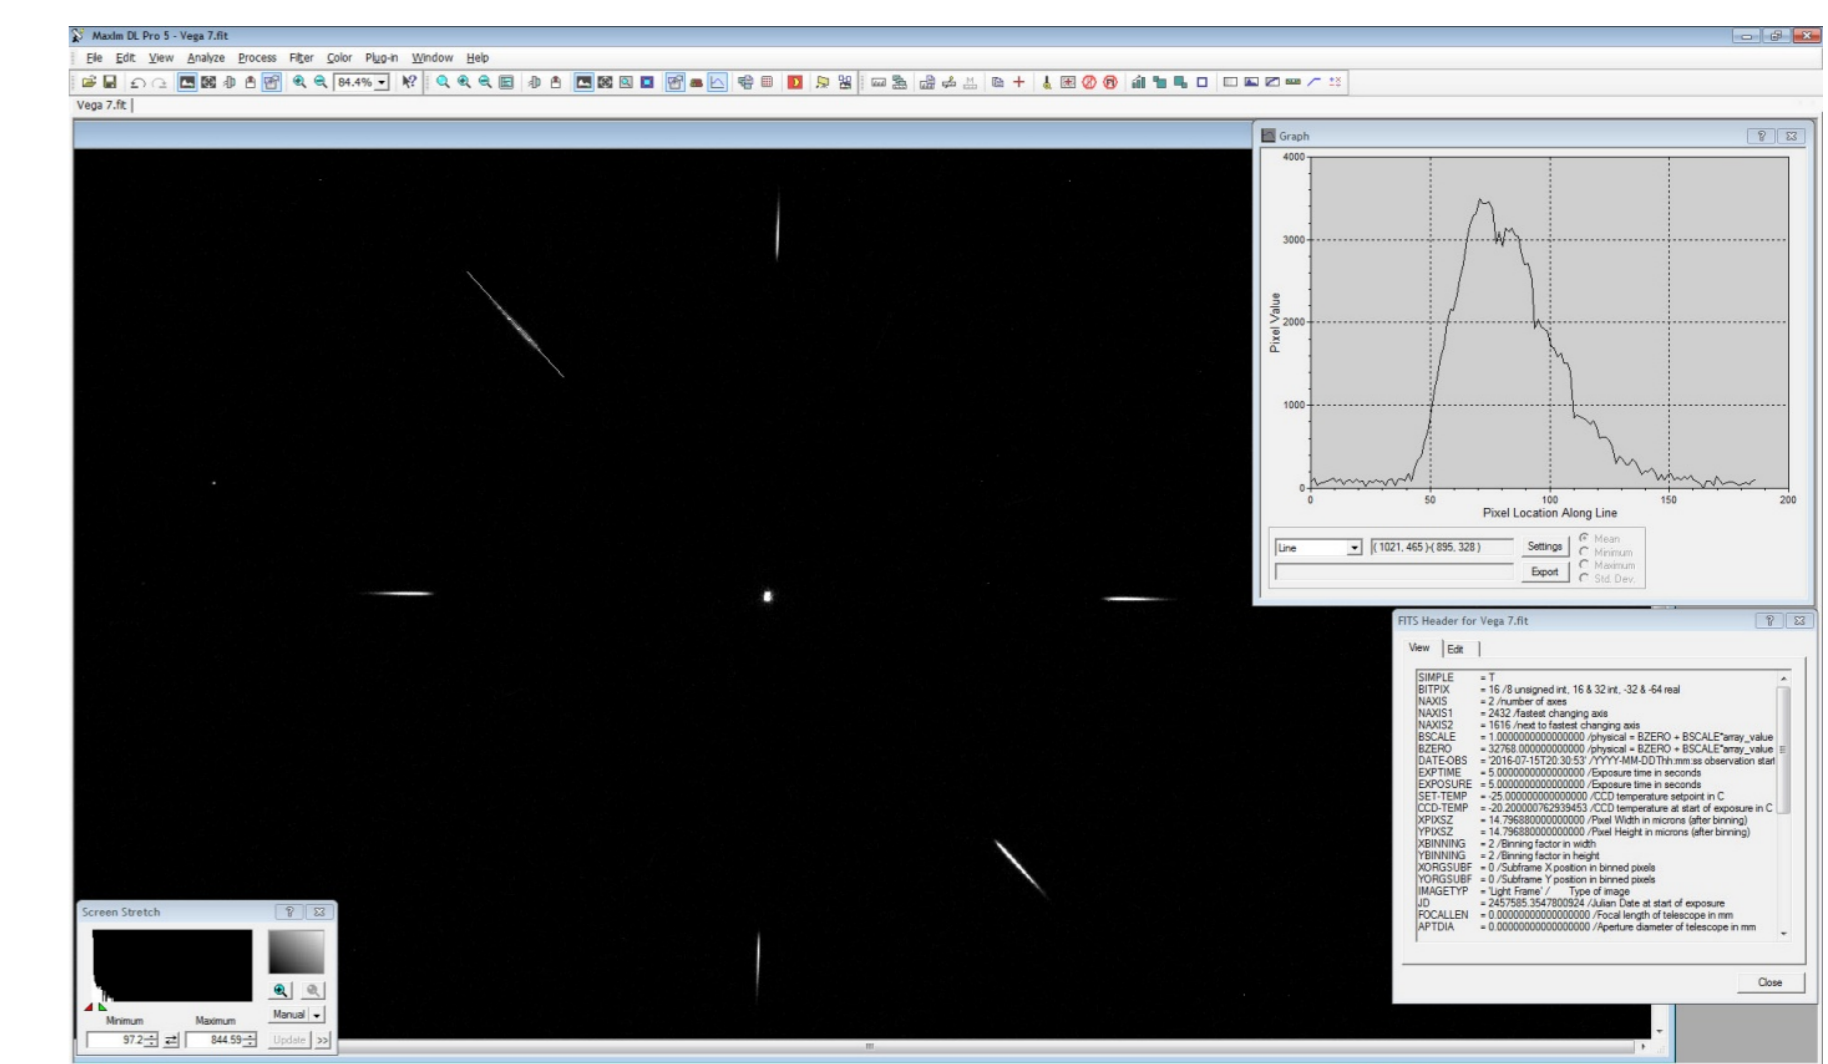 MaxIm DL Pro 5 - Vega 7.fit
File Edit View Analyze Process Filter Color Plug-in Window Help
84.4%
Vega 7.fit
Graph
4000
3000
2000
1000
0
Pixel Value
0 50 100 150 200
Pixel Location Along Line
Line ( 1021, 465 )-( 895, 328 ) Settings Mean
Minimum
Maximum
Export Std. Dev.
FITS Header for Vega 7.fit
View Edit
SIMPLE = T
BITPIX = 16 /8 unsigned int, 16 & 32 int, -32 & -64 real
NAXIS = 2 /number of axes
NAXIS1 = 2432 /fastest changing axis
NAXIS2 = 1616 /next to fastest changing axis
BSCALE = 1.0000000000000000 /physical = BZERO + BSCALE*array_value
BZERO = 32768.000000000000 /physical = BZERO + BSCALE*array_value
DATE-OBS = '2016-07-15T20:30:53' /YYYY-MM-DDThh:mm:ss observation start
EXPTIME = 5.0000000000000000 /Exposure time in seconds
EXPOSURE = 5.0000000000000000 /Exposure time in seconds
SET-TEMP = -25.000000000000000 /CCD temperature setpoint in C
CCD-TEMP = -20.200000762939453 /CCD temperature at start of exposure in C
XPIXSZ = 14.796880000000000 /Pixel Width in microns (after binning)
YPIXSZ = 14.796880000000000 /Pixel Height in microns (after binning)
XBINNING = 2 /Binning factor in width
YBINNING = 2 /Binning factor in height
XORGSUBF = 0 /Subframe X position in binned pixels
YORGSUBF = 0 /Subframe Y position in binned pixels
IMAGETYP = 'Light Frame' / Type of image
JD = 2457585.3547800924 /Julian Date at start of exposure
FOCALLEN = 0.0000000000000000 /Focal length of telescope in mm
APTDIA = 0.0000000000000000 /Aperture diameter of telescope in mm
Close
Screen Stretch
Manual
Minimum Maximum
97.2 844.59 Update >>